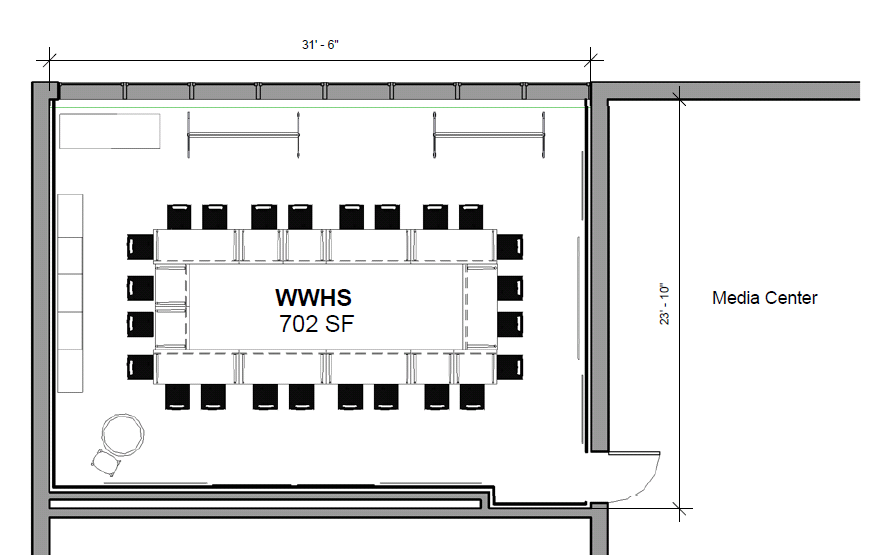 31' - 6"
WWHS
702 SF
23' - 10"
Media Center